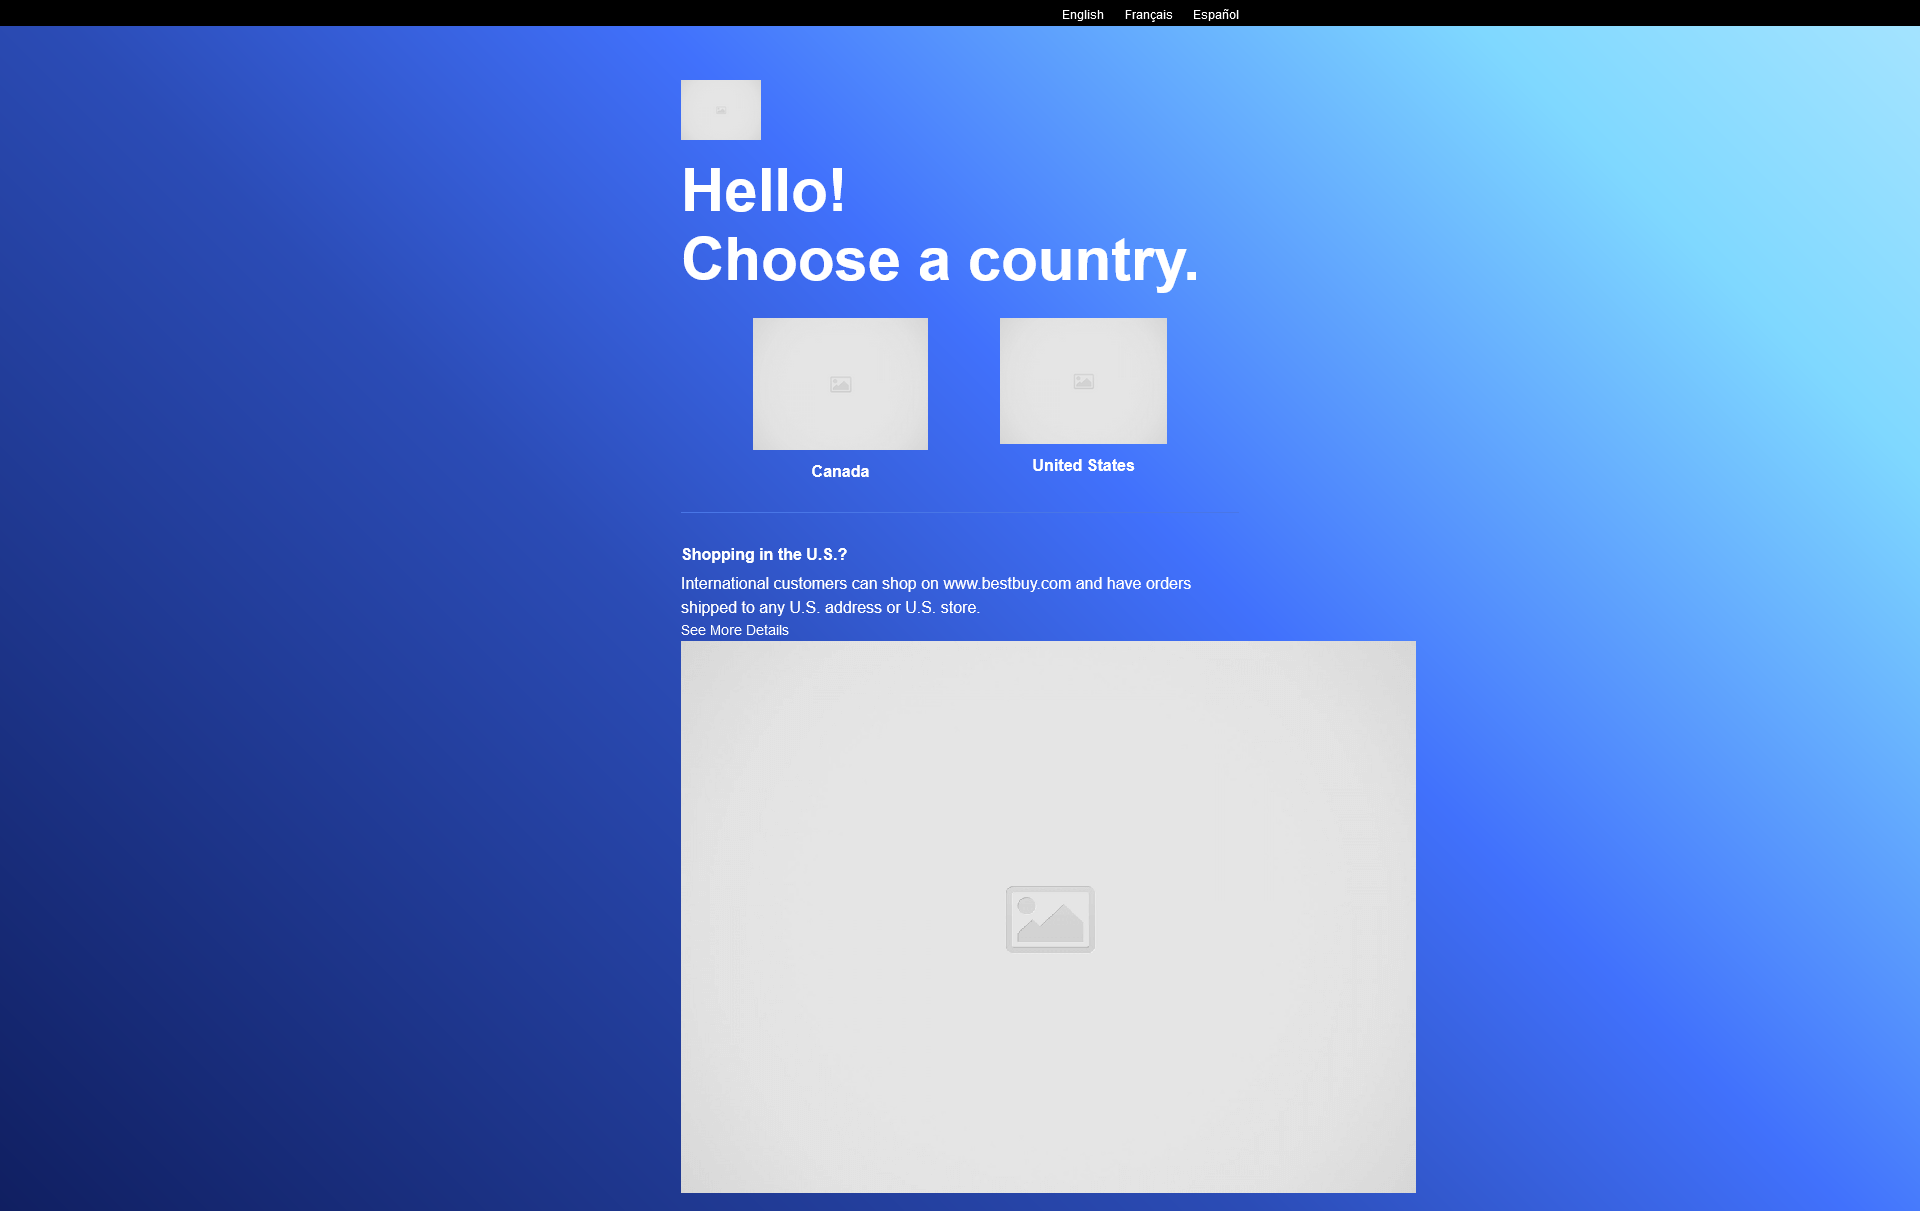 English Français Español
Hello!
Choose a country.
Canada
United States
Shopping in the U.S.?
International customers can shop on www.bestbuy.com and have orders
shipped to any U.S. address or U.S. store.
See More Details